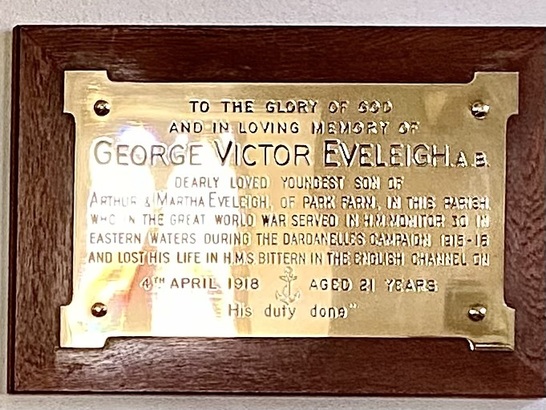 TO THE GLORY OF GOD
AND IN LOVING MEMORY OF
GEORGE VICTOR EVELEIGH.A.B.
DEARLY LOVED YOUNGEST SON OF
ARTHUR & MARTHA EVELEIGH, OF PARK FARM, IN THIS PARISH,
WHO IN THE GREAT WORLD WAR SERVED IN H.M. MONITOR 30 IN
EASTERN WATERS DURING THE DARDANELLES CAMPAIGN 1915-16
AND LOST HIS LIFE IN H.M.S BITTERN IN THE ENGLISH CHANNEL ON
4TH APRIL 1918 AGED 21 YEARS
"His duty done"